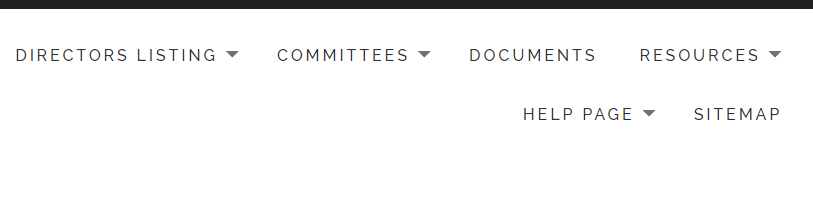 DIRECTORS LISTING COMMITTEES DOCUMENTS RESOURCES
HELP PAGE SITEMAP